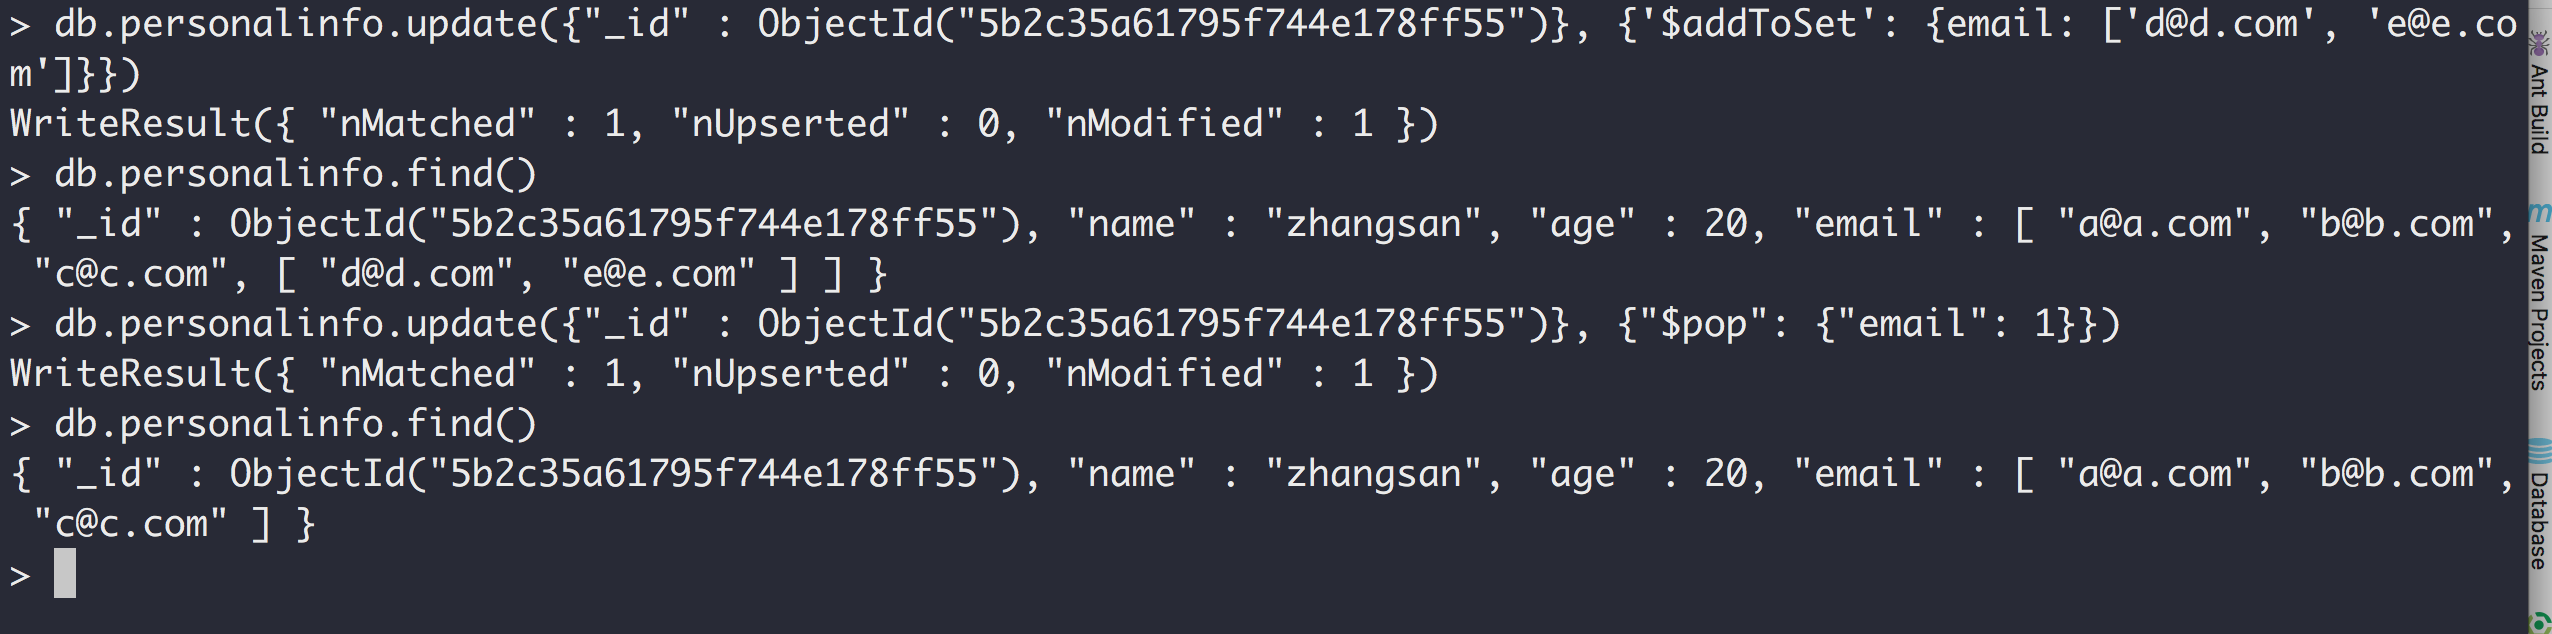 > db.personalinfo.update({"_id" : ObjectId("5b2c35a61795f744e178ff55")}, {'$addToSet': {email: ['d@d.com', 'e@e.co
m']}})
WriteResult({ "nMatched" : 1, "nUpserted" : 0, "nModified" : 1 })
> db.personalinfo.find()
{ "_id" : ObjectId("5b2c35a61795f744e178ff55"), "name" : "zhangsan", "age" : 20, "email" : [ "a@a.com", "b@b.com",
 "c@c.com", [ "d@d.com", "e@e.com" ] ] }
> db.personalinfo.update({"_id" : ObjectId("5b2c35a61795f744e178ff55")}, {"$pop": {"email": 1}})
WriteResult({ "nMatched" : 1, "nUpserted" : 0, "nModified" : 1 })
> db.personalinfo.find()
{ "_id" : ObjectId("5b2c35a61795f744e178ff55"), "name" : "zhangsan", "age" : 20, "email" : [ "a@a.com", "b@b.com",
 "c@c.com" ] }
>
Ant Build
m Maven Projects
Database